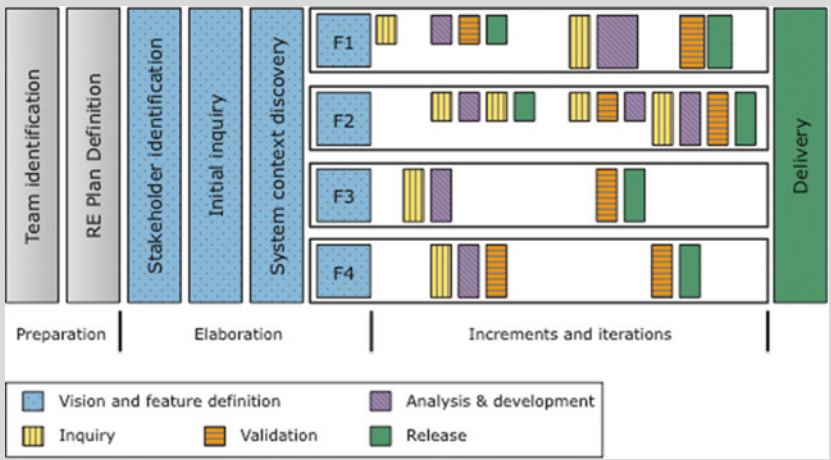 Team identification
RE Plan Definition
Stakeholder identification
Initial inquiry
System context discovery
F1
F2
F3
F4
Delivery
Preparation
Elaboration
Increments and iterations
Vision and feature definition
Analysis & development
Inquiry
Validation
Release